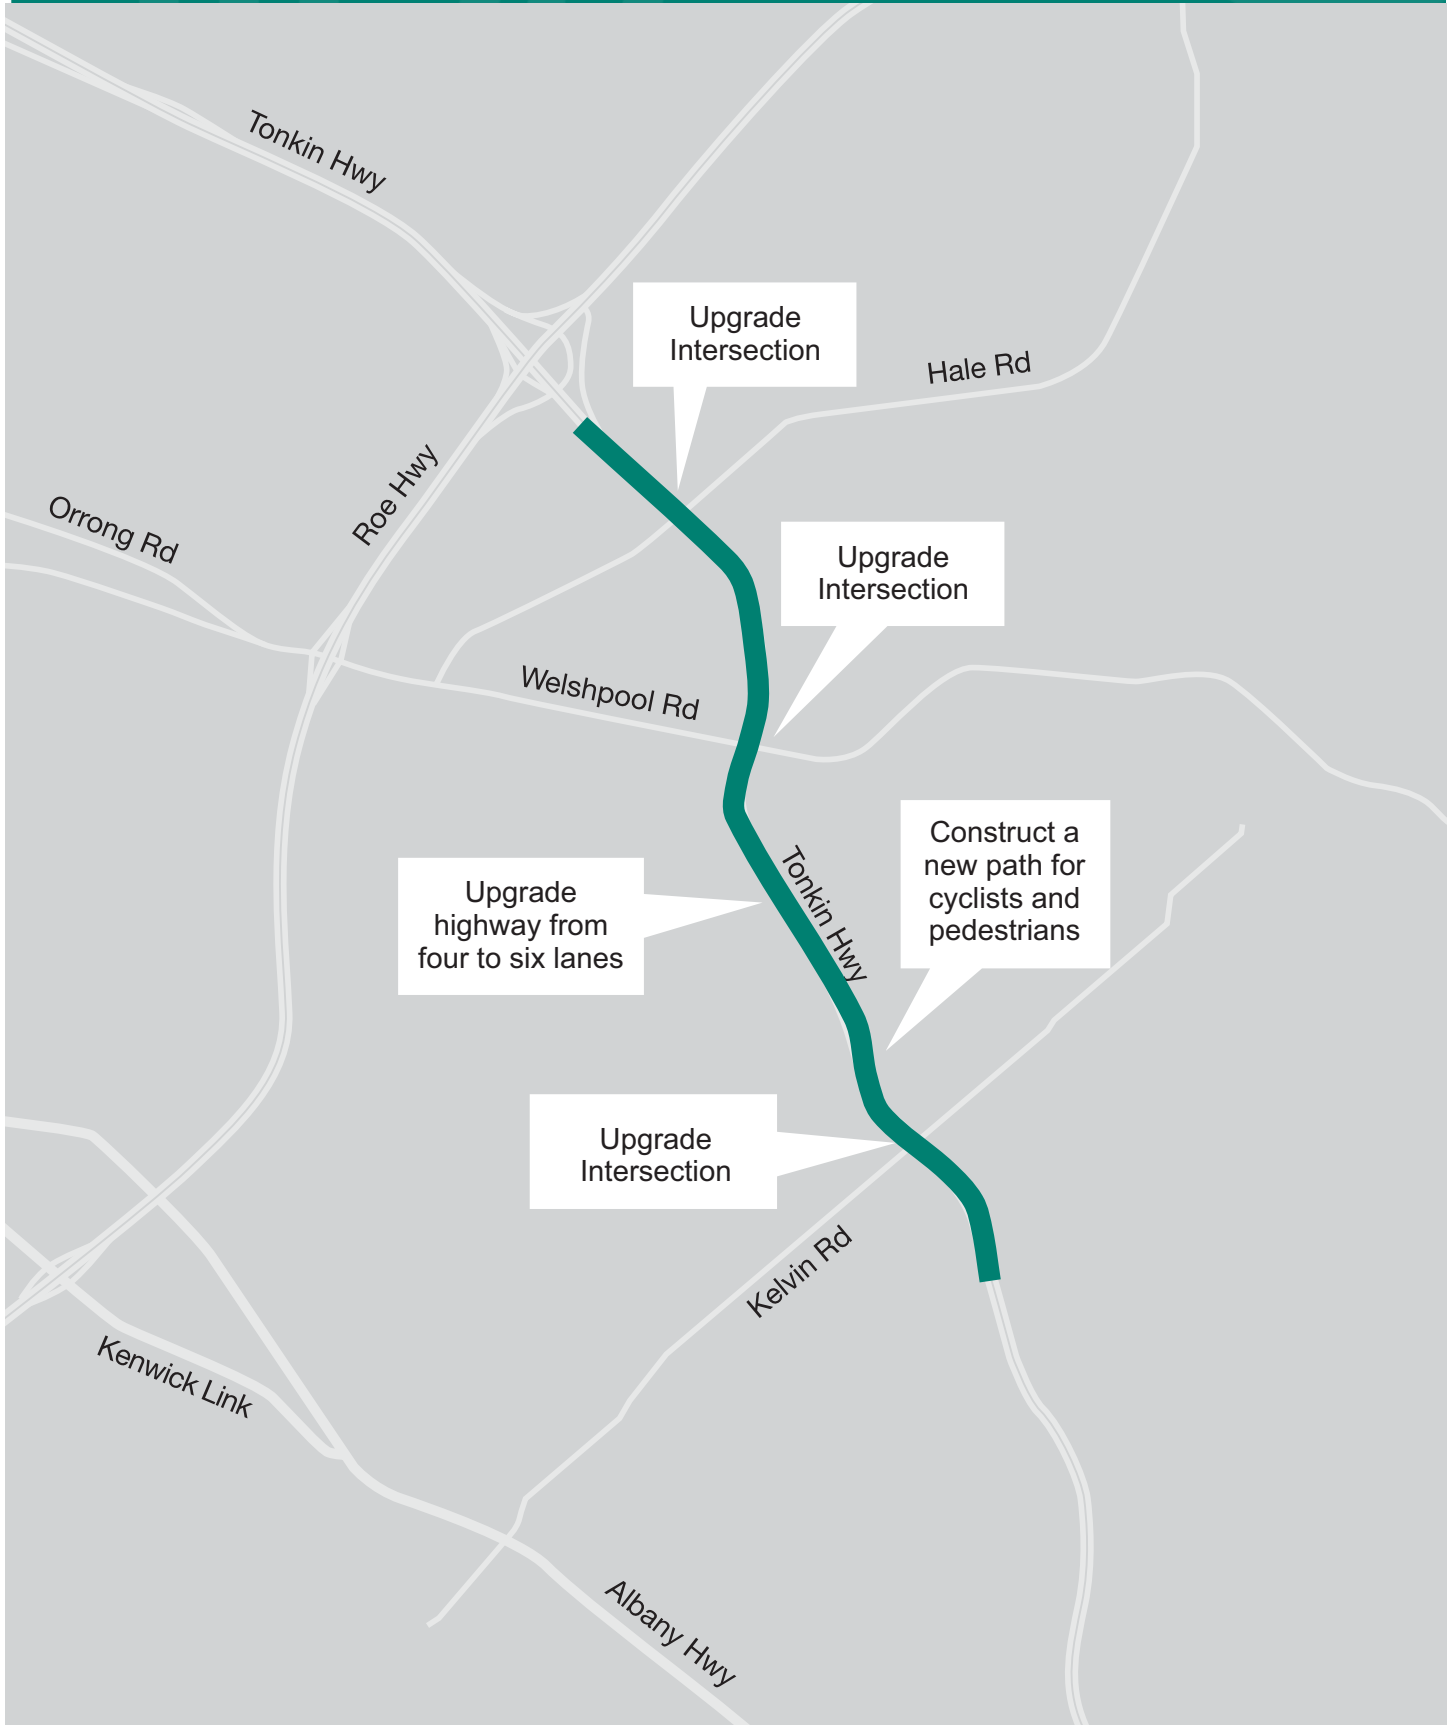 Tonkin Hwy
Upgrade
Intersection
Hale Rd
Roe Hwy
Orrong Rd
Upgrade
Intersection
Welshpool Rd
Construct a
new path for
cyclists and
pedestrians
Tonkin Hwy
Upgrade
highway from
four to six lanes
Upgrade
Intersection
Kelvin Rd
Kenwick Link
Albany Hwy